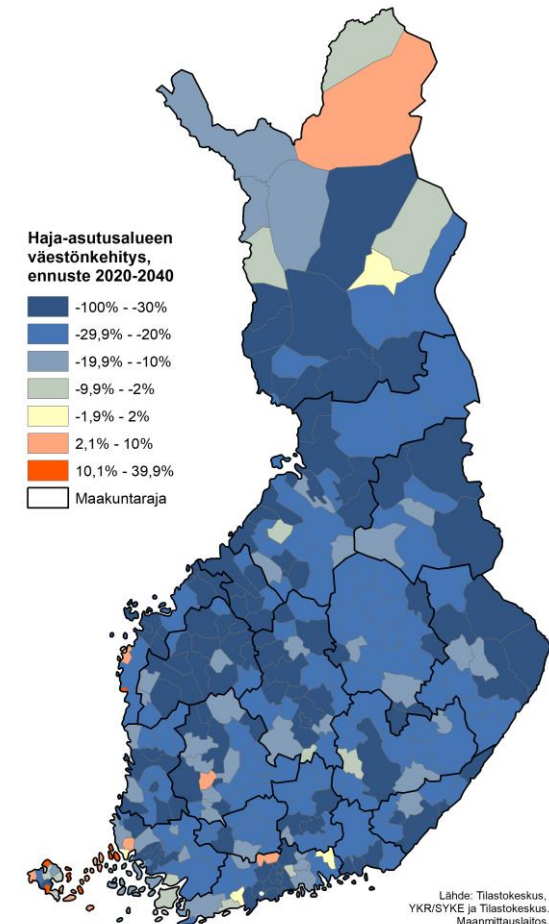 Haja-asutusalueen
väestönkehitys,
ennuste 2020-2040
-100% - -30%
-29,9% - -20%
-19,9% - -10%
-9,9% - -2%
-1,9% - 2%
2,1% - 10%
10,1% - 39,9%
Maakuntaraja
Lähde: Tilastokeskus,
YKR/SYKE ja Tilastokeskus
Maanmittauslaitos